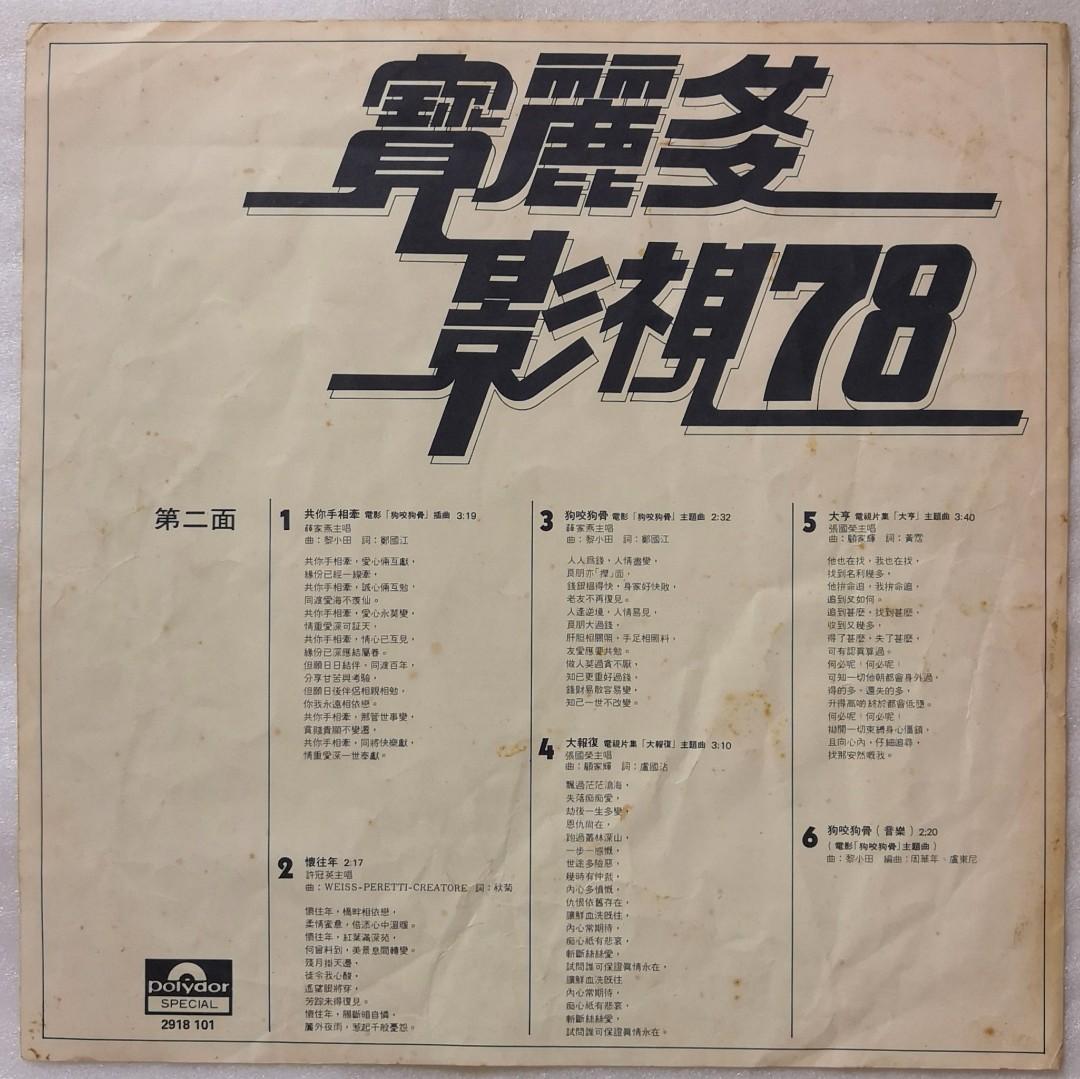 寶麗多
影視78
第二面
1 共你手相牽 電影「狗咬狗骨」插曲 3:19
薛家燕主唱
曲：黎小田 詞：鄭國江
共你手相牽，愛心倆互獻，
緣份已經一線牽，
共你手相牽，誠心倆互勉，
同渡愛海不羨仙。
共你手相牽，愛心永莫變，
情重愛深可証天，
共你手相牽，情心已互見，
緣份已深應結屬眷。
但願日日結伴，同渡百年，
分享甘苦與考驗，
但願日後伴侶相親相勉，
你我永遠相依戀。
共你手相牽，那管世事變，
貧賤貴顯不變遷，
共你手相牽，同將快樂獻，
情重愛深一世奉獻。
2 懷往年 2:17
許冠英主唱
曲：WEISS-PERETTI-CREATORE 詞：秋菊
懷往年，橋畔相依戀，
柔情蜜意，倍添心中溫暖。
懷往年，紅葉滿深苑，
何曾料到，美景息間轉變。
殘月掛天邊，
徒令我心酸，
遙望眼將穿，
芳踪未得復見。
懷往年，腸斷暗自憐，
簾外夜雨，惹起千般憂怨。
3 狗咬狗骨 電影「狗咬狗骨」主題曲 2:32
薛家燕主唱
曲：黎小田 詞：鄭國江
人人為錢，人情盡變，
良朋亦「摱」面，
錢銀搵得快，身家好快散，
老友不再復見。
人逢逆境，人情易見，
良朋大過錢，
肝胆相關照，手足相照料，
友愛應要共勉。
做人莫過貪不厭，
知已更重好過錢，
錢財易散容易變，
知己一世不改變。
4 大報復 電視片集「大報復」主題曲 3:10
張國榮主唱
曲：顧家輝 詞：盧國沾
飄過茫茫滄海，
失落痴痴愛，
劫後一生多變，
恩仇尚在，
跨過叢林深山，
一步一感慨，
世途多險惡，
幾時有仲裁，
內心多憤慨，
仇恨依舊存在，
讓鮮血洗既往，
內心常期待，
痴心紙有悲哀，
斬斷絲絲愛，
試問誰可保證眞情永在，
讓鮮血洗既往
內心常期待，
痴心紙有悲哀，
斬斷絲絲愛，
試問誰可保證眞情永在。
5 大亨 電視片集「大亨」主題曲 3:40
張國榮主唱
曲：顧家輝 詞：黃霑
他也在找，我也在找，
找到名利幾多，
他拚命追，我拚命追，
追到又如何。
追到甚麽，找到甚麽，
收到又幾多，
得了甚麽，失了甚麽，
可有認真算過。
何必呢！何必呢！
可知一切他朝都會身外過，
得的多，還失的多，
升得高啲終於都會低墮。
何必呢！何必呢！
拋開一切束縛身心僵鎖，
且向心內，仔細追尋，
找那安然嘅我。
6 狗咬狗骨（音樂）2:20
（電影「狗咬狗骨」主題曲）
曲：黎小田 編曲：周華年、盧東尼
polydor
SPECIAL
2918 101